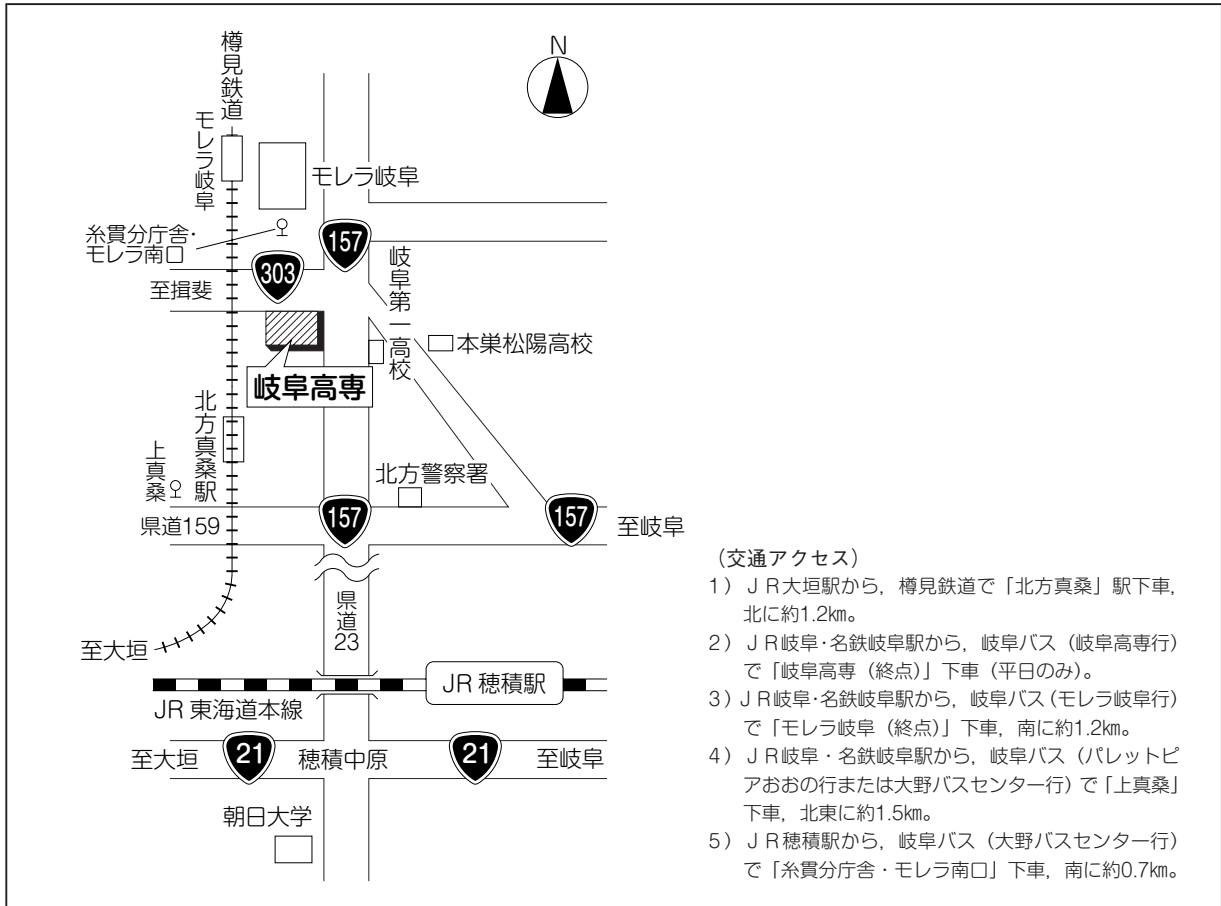 N
樽見鉄道
モレラ岐阜
モレラ岐阜
糸貫分庁舎・
モレラ南口
157
303
至揖斐
岐阜第一高校
本巣松陽高校
岐阜高専
北方真桑駅
上真桑
北方警察署
県道159
157
157
至岐阜
県道23
至大垣
JR 穂積駅
JR 東海道本線
至大垣
21
穂積中原
21
至岐阜
朝日大学
（交通アクセス）
1） ＪＲ大垣駅から，樽見鉄道で「北方真桑」駅下車，
北に約1.2㎞。
2） ＪＲ岐阜・名鉄岐阜駅から，岐阜バス（岐阜高専行）
で「岐阜高専（終点）」下車（平日のみ）。
3） ＪＲ岐阜・名鉄岐阜駅から，岐阜バス（モレラ岐阜行）
で「モレラ岐阜（終点）」下車，南に約1.2㎞。
4） ＪＲ岐阜・名鉄岐阜駅から，岐阜バス（パレットピ
アおおの行または大野バスセンター行）で「上真桑」
下車，北東に約1.5㎞。
5） ＪＲ穂積駅から，岐阜バス（大野バスセンター行）
で「糸貫分庁舎・モレラ南口」下車，南に約0.7㎞。